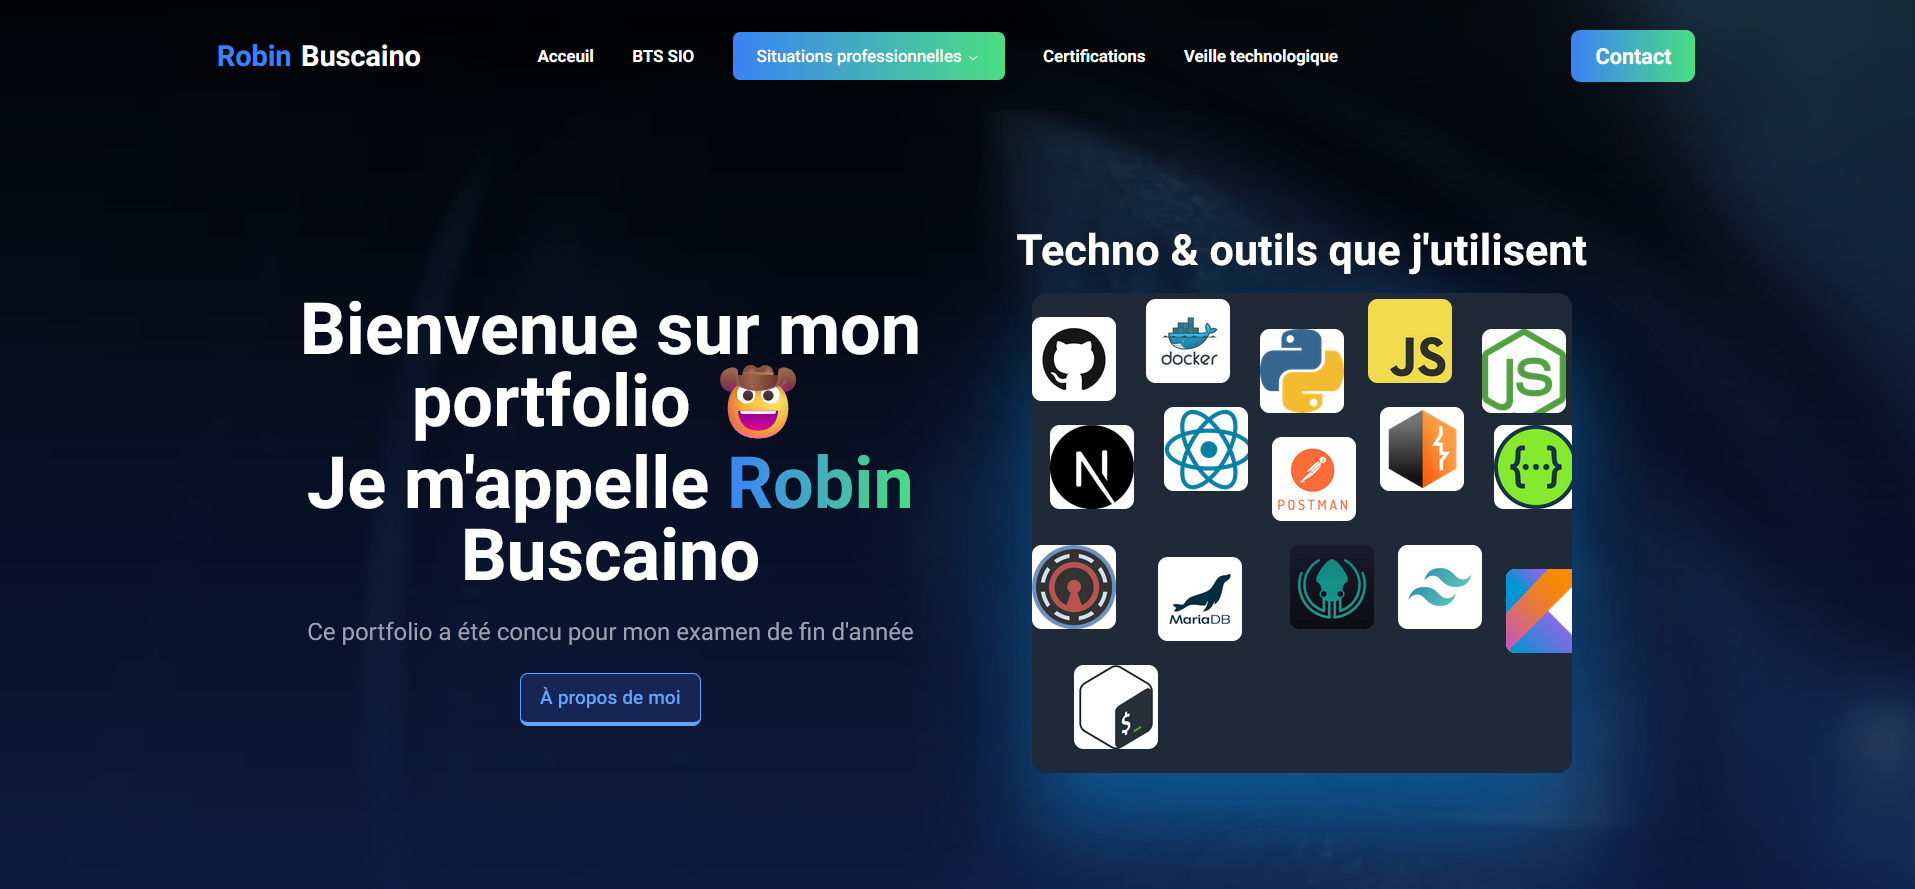 Robin Buscaino
Acceuil
BTS SIO
Situations professionnelles
Certifications
Veille technologique
Contact
Techno & outils que j'utilisent
Bienvenue sur mon
portfolio
Je m'appelle Robin
Buscaino
Ce portfolio a été concu pour mon examen de fin d'année
À propos de moi
docker
JS
JS
N
POSTMAN
{...}
MariaDB
$_